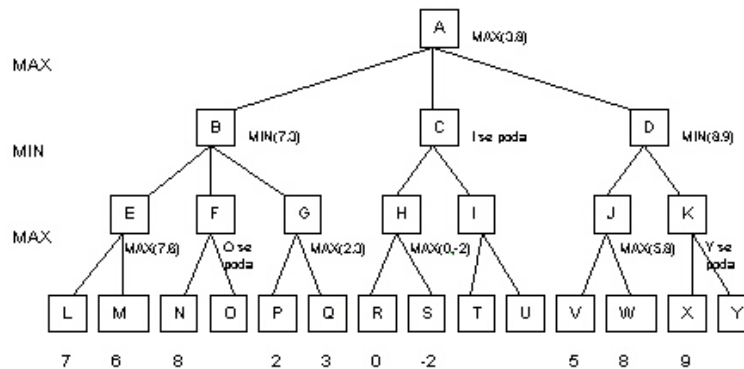 A
MAX(3.8)
MAX
B
MIN(7.3)
C
I se poda
D
MIN(8.9)
MIN
E
F
G
H
I
J
K
MAX
MAX(7.6)
O se
poda
MAX(2.3)
MAX(0,-2)
MAX(5.8)
Y se
poda
L M N O P Q R S T U V W X Y
7 6 8 2 3 0 -2 5 8 9